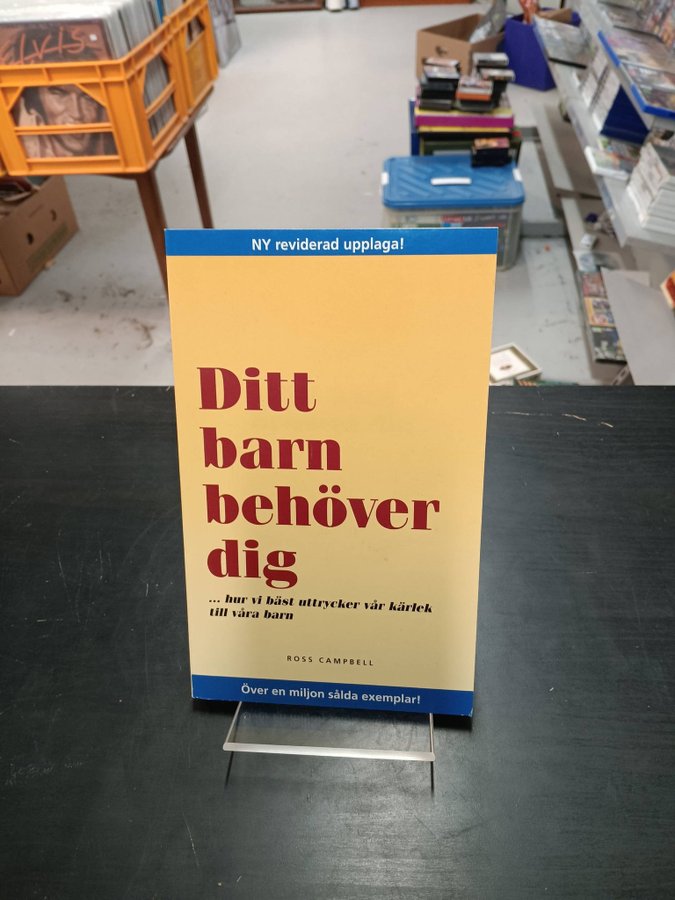 ELVIS
NY reviderad upplaga!
Ditt
barn
behöver
dig
... hur vi bäst uttrycker vår kärlek
till våra barn
ROSS CAMPBELL
Över en miljon sålda exemplar!